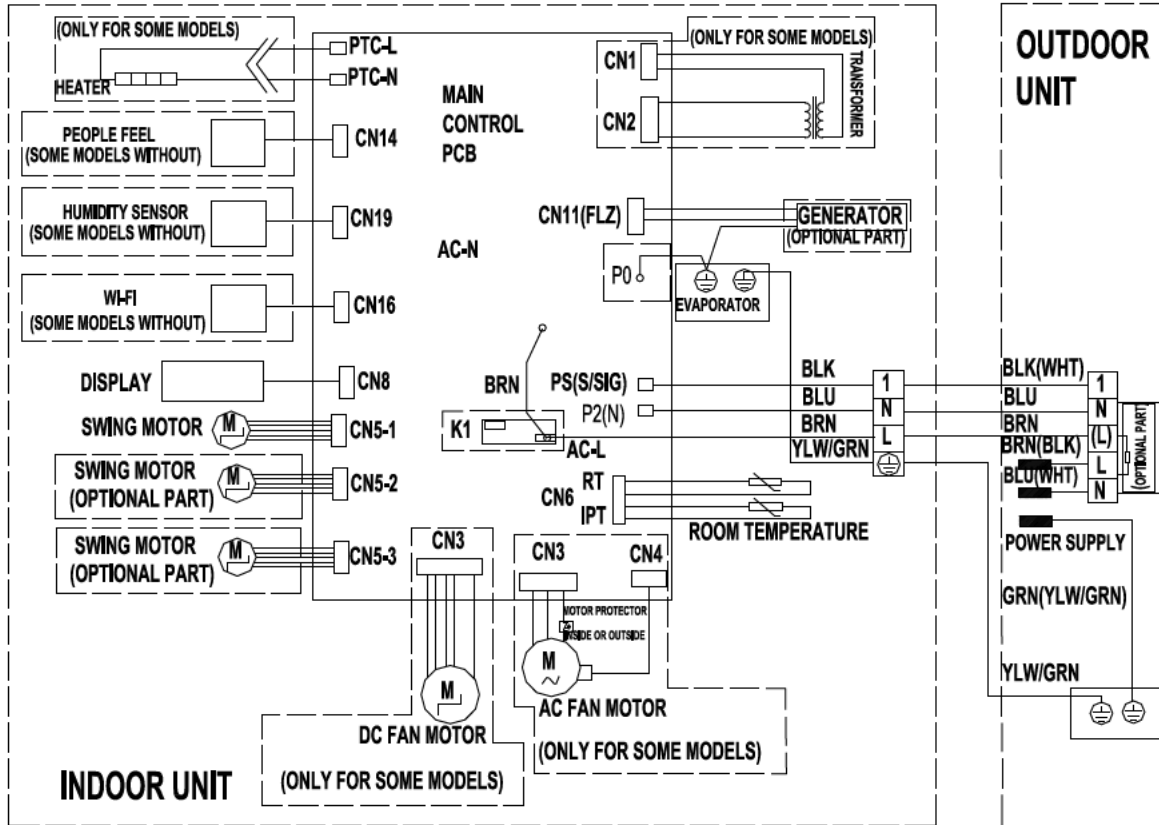 (ONLY FOR SOME MODELS)
PTC-L
PTC-N
HEATER
MAIN
CONTROL
PCB
(ONLY FOR SOME MODELS)
CN1
CN2
TRANSFORMER
OUTDOOR
UNIT
PEOPLE FEEL
(SOME MODELS WITHOUT)
CN14
HUMIDITY SENSOR
(SOME MODELS WITHOUT)
CN19
AC-N
CN11(FLZ)
GENERATOR
(OPTIONAL PART)
P0
EVAPORATOR
WI-FI
(SOME MODELS WITHOUT)
CN16
DISPLAY
CN8
BRN
PS(S/SIG)
P2(N)
BLK
BLU
BRN
YLW/GRN
1
N
L
BLK(WHT)
BLU
BRN
BRN(BLK)
BLU(WHT)
1
N
(L)
L
N
(OPTIONAL PART)
SWING MOTOR
M
CN5-1
K1
AC-L
SWING MOTOR
(OPTIONAL PART)
M
CN5-2
CN6
RT
IPT
ROOM TEMPERATURE
POWER SUPPLY
SWING MOTOR
(OPTIONAL PART)
M
CN5-3
CN3
CN3
CN4
MOTOR PROTECTOR
INSIDE OR OUTSIDE
GRN(YLW/GRN)
M
M
YLW/GRN
AC FAN MOTOR
(ONLY FOR SOME MODELS)
DC FAN MOTOR
(ONLY FOR SOME MODELS)
INDOOR UNIT